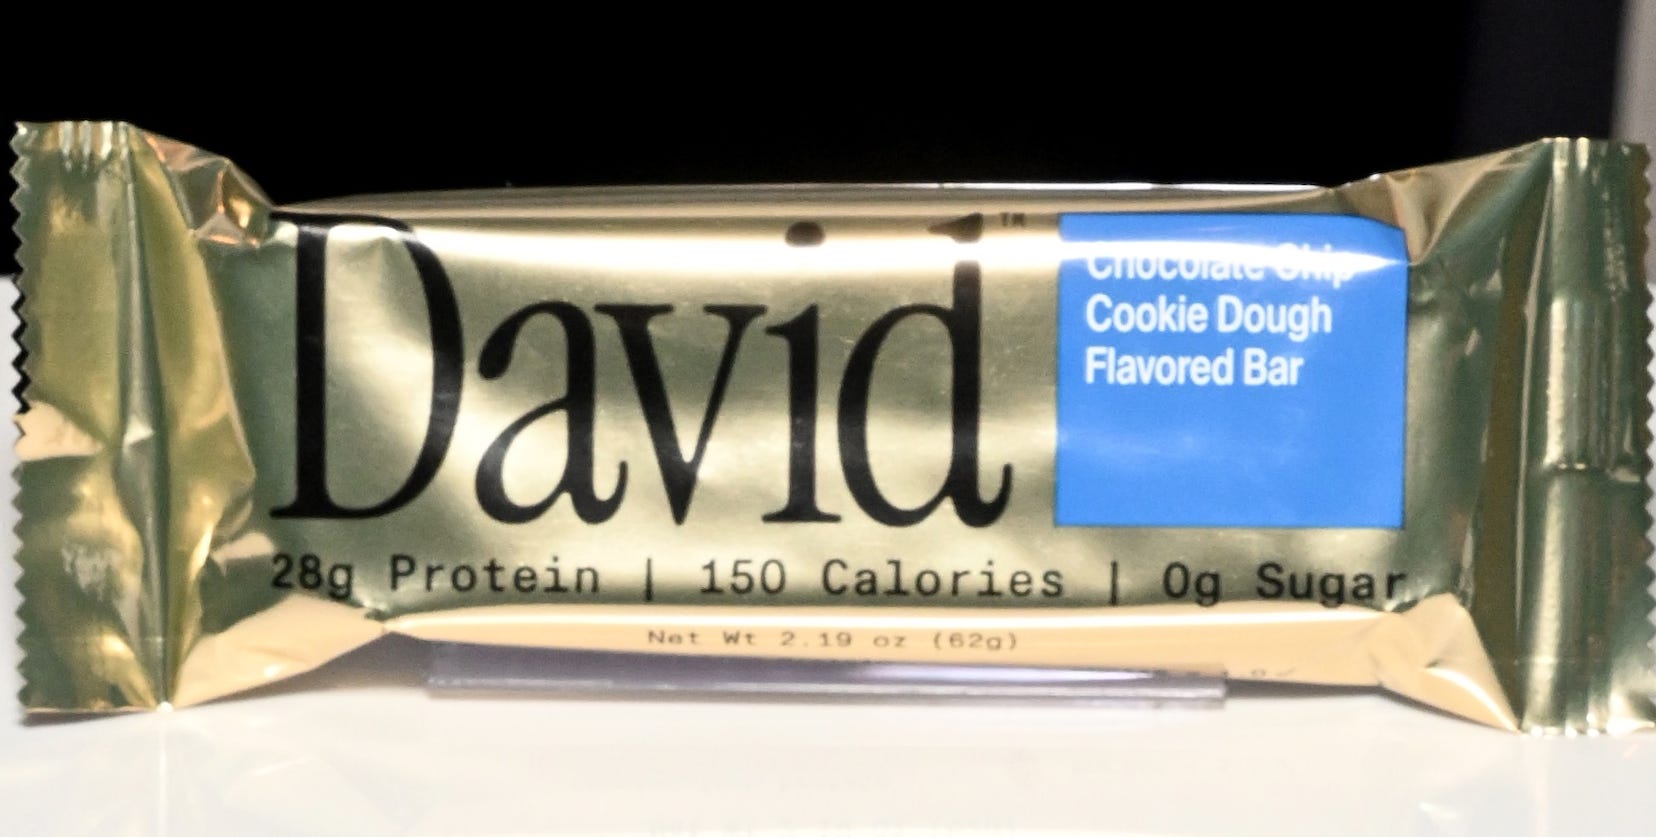 David™
Chocolate Chip
Cookie Dough
Flavored Bar
28g Protein | 150 Calories | 0g Sugar
Net Wt 2.19 oz (62g)